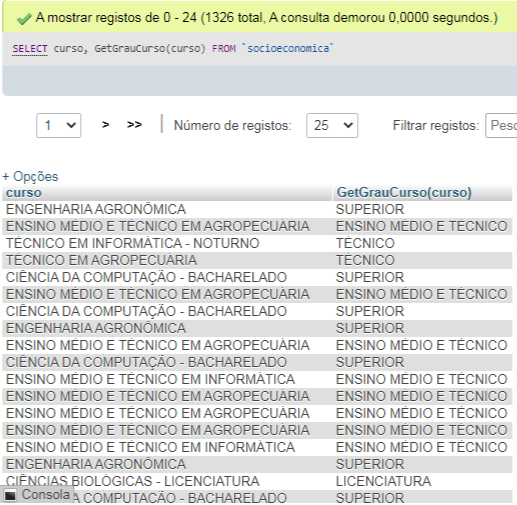 A mostrar registos de 0 - 24 (1326 total, A consulta demorou 0,0000 segundos.)
SELECT curso, GetGrauCurso(curso) FROM `socioeconomica`
1 > >> Número de registos: 25 Filtrar registos:
+ Opções
curso GetGrauCurso(curso)
ENGENHARIA AGRONÔMICA SUPERIOR
ENSINO MÉDIO E TÉCNICO EM AGROPECUÁRIA ENSINO MÉDIO E TÉCNICO
TÉCNICO EM INFORMÁTICA - NOTURNO TÉCNICO
TÉCNICO EM AGROPECUÁRIA TÉCNICO
CIÊNCIA DA COMPUTAÇÃO - BACHARELADO SUPERIOR
ENSINO MÉDIO E TÉCNICO EM AGROPECUÁRIA ENSINO MÉDIO E TÉCNICO
CIÊNCIA DA COMPUTAÇÃO - BACHARELADO SUPERIOR
ENGENHARIA AGRONÔMICA SUPERIOR
ENSINO MÉDIO E TÉCNICO EM AGROPECUÁRIA ENSINO MÉDIO E TÉCNICO
CIÊNCIA DA COMPUTAÇÃO - BACHARELADO SUPERIOR
ENSINO MÉDIO E TÉCNICO EM INFORMÁTICA ENSINO MÉDIO E TÉCNICO
ENSINO MÉDIO E TÉCNICO EM AGROPECUÁRIA ENSINO MÉDIO E TÉCNICO
ENSINO MÉDIO E TÉCNICO EM AGROPECUÁRIA ENSINO MÉDIO E TÉCNICO
ENSINO MÉDIO E TÉCNICO EM AGROPECUÁRIA ENSINO MÉDIO E TÉCNICO
ENSINO MÉDIO E TÉCNICO EM INFORMÁTICA ENSINO MÉDIO E TÉCNICO
ENGENHARIA AGRONÔMICA SUPERIOR
CIÊNCIAS BIOLÓGICAS - LICENCIATURA LICENCIATURA
Consola A COMPUTAÇÃO - BACHARELADO SUPERIOR